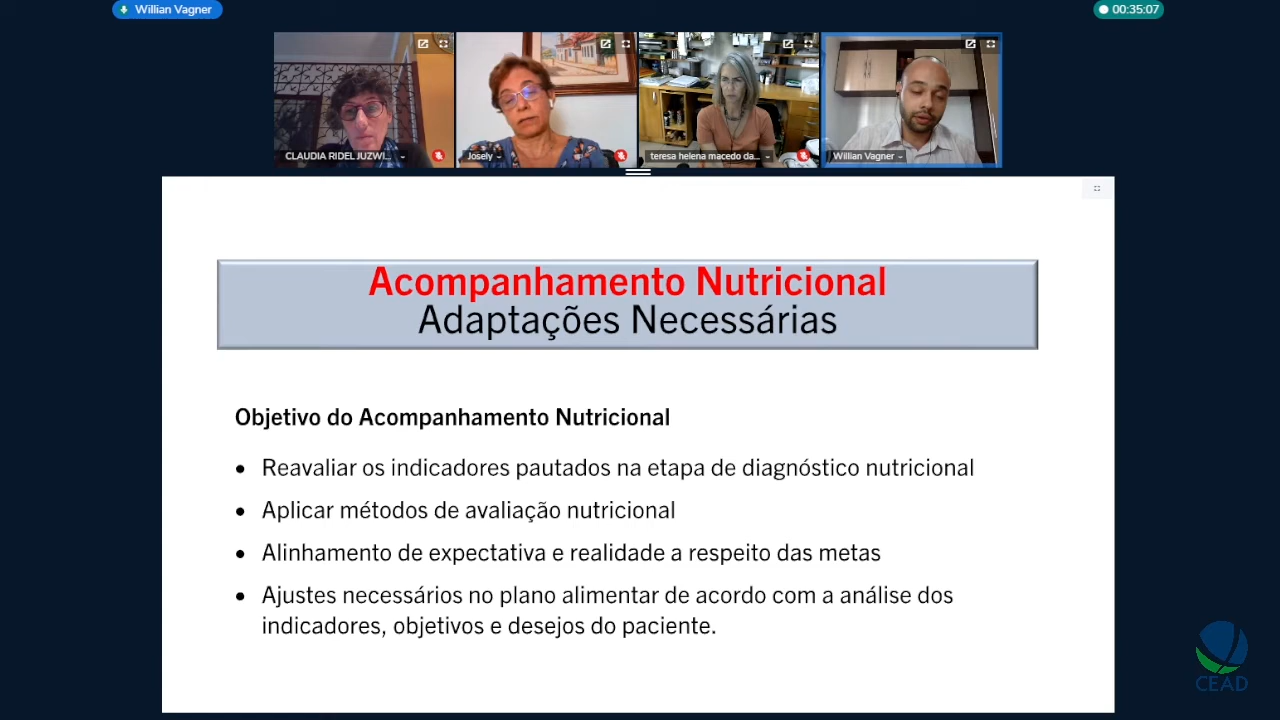 Willian Vagner
00:35:07
CLAUDIA RIDEL JUZWI...
Josely
teresa helena macedo da...
Willian Vagner
Acompanhamento Nutricional
Adaptações Necessárias
Objetivo do Acompanhamento Nutricional
• Reavaliar os indicadores pautados na etapa de diagnóstico nutricional
• Aplicar métodos de avaliação nutricional
• Alinhamento de expectativa e realidade a respeito das metas
• Ajustes necessários no plano alimentar de acordo com a análise dos
indicadores, objetivos e desejos do paciente.
CEAD